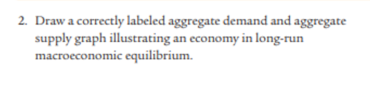 2. Draw a correctly labeled aggregate demand and aggregate
supply graph illustrating an economy in long-run
macroeconomic equilibrium.